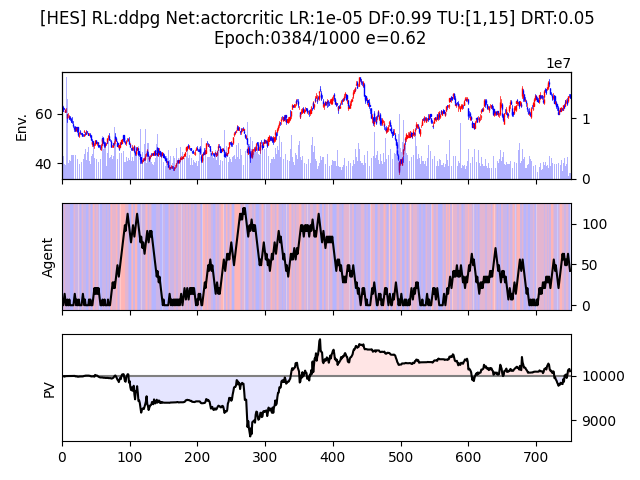 [HES] RL:ddpg Net:actorcritic LR:1e-05 DF:0.99 TU:[1,15] DRT:0.05
Epoch:0384/1000 e=0.62
1e7
Env.
60
40
1
0
Agent
100
50
0
PV
10000
9000
0 100 200 300 400 500 600 700